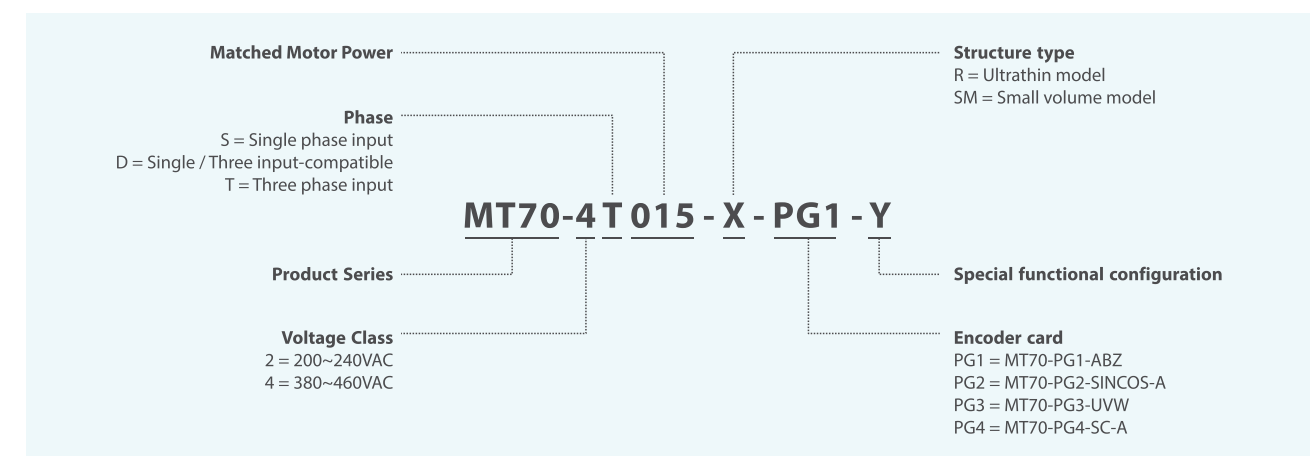 Matched Motor Power
Phase
S = Single phase input
D = Single / Three input-compatible
T = Three phase input
Structure type
R = Ultrathin model
SM = Small volume model
MT70-4T015-X-PG1-Y
Product Series
Voltage Class
2 = 200~240VAC
4 = 380~460VAC
Special functional configuration
Encoder card
PG1 = MT70-PG1-ABZ
PG2 = MT70-PG2-SINCOS-A
PG3 = MT70-PG3-UVW
PG4 = MT70-PG4-SC-A